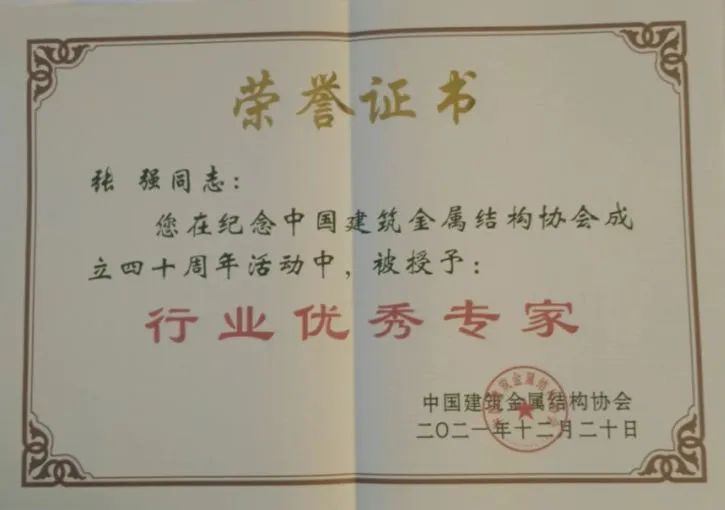 荣誉证书
张 强同志：
您在纪念中国建筑金属结构协会成
立四十周年活动中，被授予：
行业优秀专家
中国建筑金属结构协会
二〇二一年十二月二十日